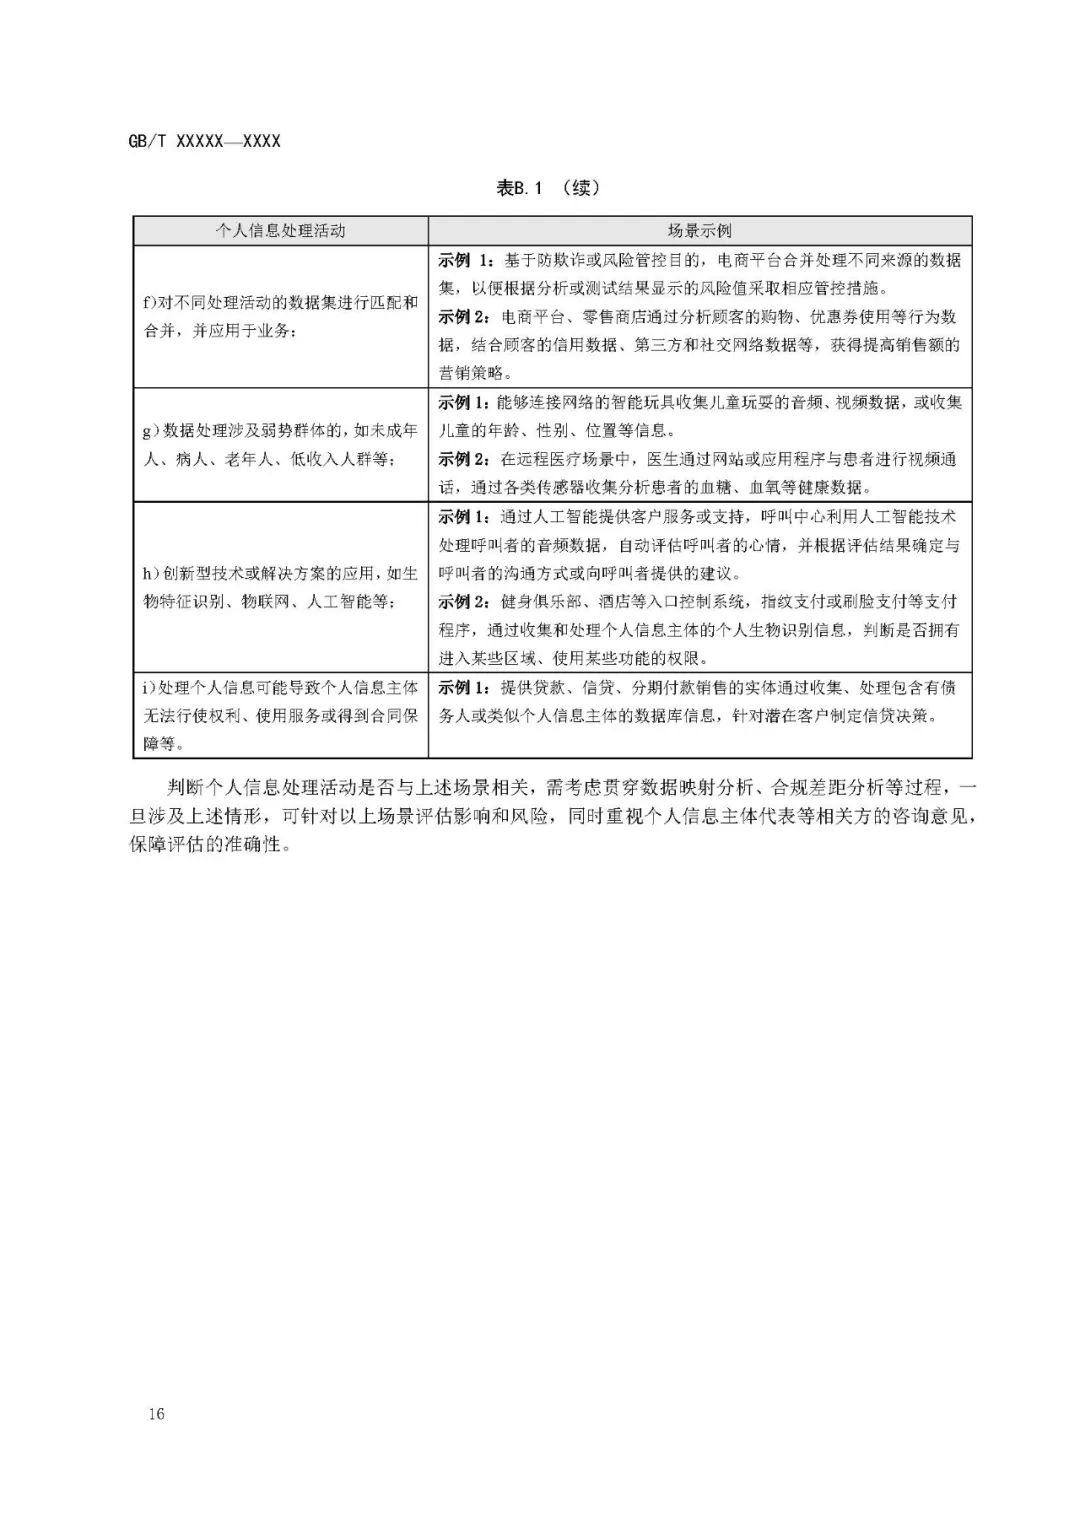 GB/T XXXXX—XXXX
表B.1 （续）
个人信息处理活动
场景示例
f)对不同处理活动的数据集进行匹配和
合并，并应用于业务；
示例 1：基于防欺诈或风险管控目的，电商平台合并处理不同来源的数据
集，以便根据分析或测试结果显示的风险值采取相应管控措施。
示例 2：电商平台、零售商店通过分析顾客的购物、优惠券使用等行为数
据，结合顾客的信用数据、第三方和社交网络数据等，获得提高销售额的
营销策略。
g)数据处理涉及弱势群体的，如未成年
人、病人、老年人、低收入人群等；
示例 1：能够连接网络的智能玩具收集儿童玩耍的音频、视频数据，或收集
儿童的年龄、性别、位置等信息。
示例 2：在远程医疗场景中，医生通过网站或应用程序与患者进行视频通
话，通过各类传感器收集分析患者的血糖、血氧等健康数据。
h)创新型技术或解决方案的应用，如生
物特征识别、物联网、人工智能等；
示例 1：通过人工智能提供客户服务或支持，呼叫中心利用人工智能技术
处理呼叫者的音频数据，自动评估呼叫者的心情，并根据评估结果确定与
呼叫者的沟通方式或向呼叫者提供的建议。
示例 2：健身俱乐部、酒店等入口控制系统，指纹支付或刷脸支付等支付
程序，通过收集和处理个人信息主体的个人生物识别信息，判断是否拥有
进入某些区域、使用某些功能的权限。
i)处理个人信息可能导致个人信息主体
无法行使权利、使用服务或得到合同保
障等。
示例 1：提供贷款、信贷、分期付款销售的实体通过收集、处理包含有债
务人或类似个人信息主体的数据库信息，针对潜在客户制定信贷决策。
判断个人信息处理活动是否与上述场景相关，需考虑贯穿数据映射分析、合规差距分析等过程，一
旦涉及上述情形，可针对以上场景评估影响和风险，同时重视个人信息主体代表等相关方的咨询意见，
保障评估的准确性。
16